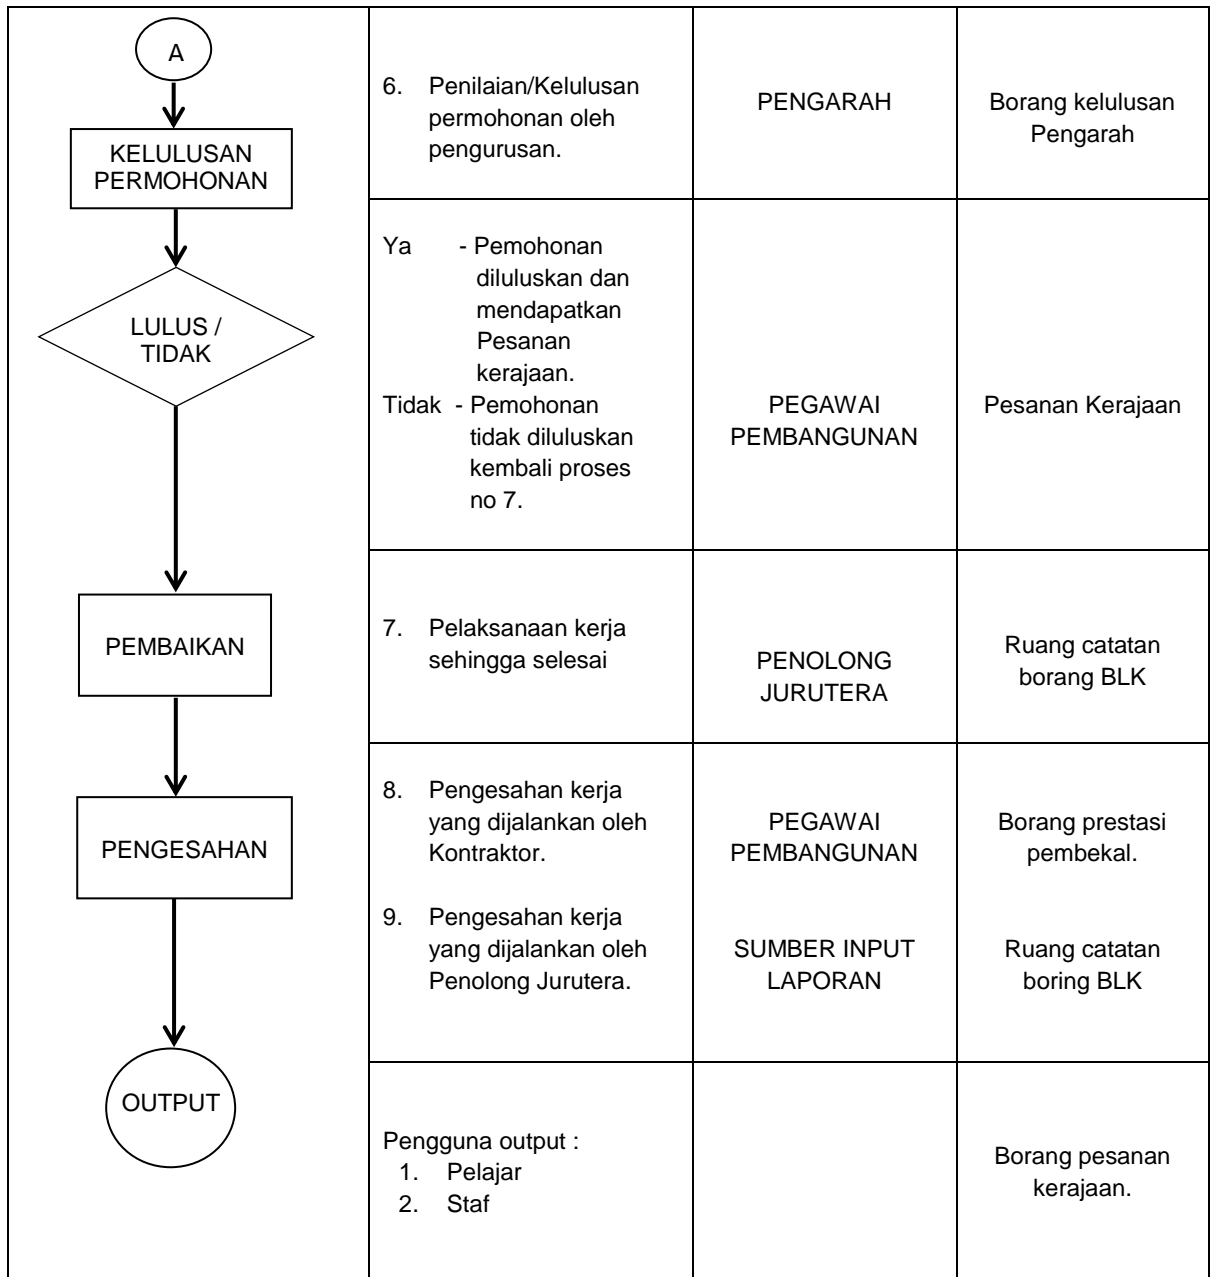 A
KELULUSAN
PERMOHONAN
6. Penilaian/Kelulusan
permohonan oleh
pengurusan.
PENGARAH
Borang kelulusan
Pengarah
LULUS /
TIDAK
Ya - Pemohonan
diluluskan dan
mendapatkan
Pesanan
kerajaan.
Tidak - Pemohonan
tidak diluluskan
kembali proses
no 7.
PEGAWAI
PEMBANGUNAN
Pesanan Kerajaan
PEMBAIKAN
7. Pelaksanaan kerja
sehingga selesai
PENOLONG
JURUTERA
Ruang catatan
borang BLK
PENGESAHAN
8. Pengesahan kerja
yang dijalankan oleh
Kontraktor.
PEGAWAI
PEMBANGUNAN
Borang prestasi
pembekal.
9. Pengesahan kerja
yang dijalankan oleh
Penolong Jurutera.
SUMBER INPUT
LAPORAN
Ruang catatan
boring BLK
OUTPUT
Pengguna output :
1. Pelajar
2. Staf
Borang pesanan
kerajaan.